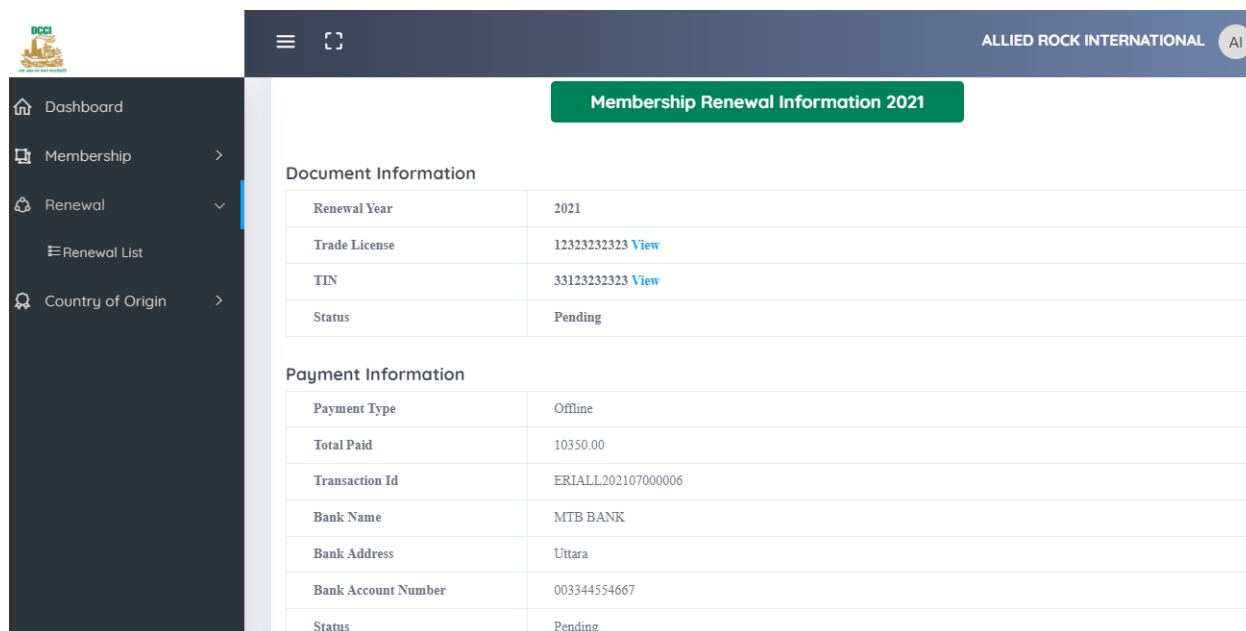 DCCI
ALLIED ROCK INTERNATIONAL AI
Dashboard
Membership
Renewal
Renewal List
Country of Origin
Membership Renewal Information 2021
Document Information
Renewal Year 2021
Trade License 12323232323 View
TIN 33123232323 View
Status Pending
Payment Information
Payment Type Offline
Total Paid 10350.00
Transaction Id ERIALL202107000006
Bank Name MTB BANK
Bank Address Uttara
Bank Account Number 003344554667
Status Pending